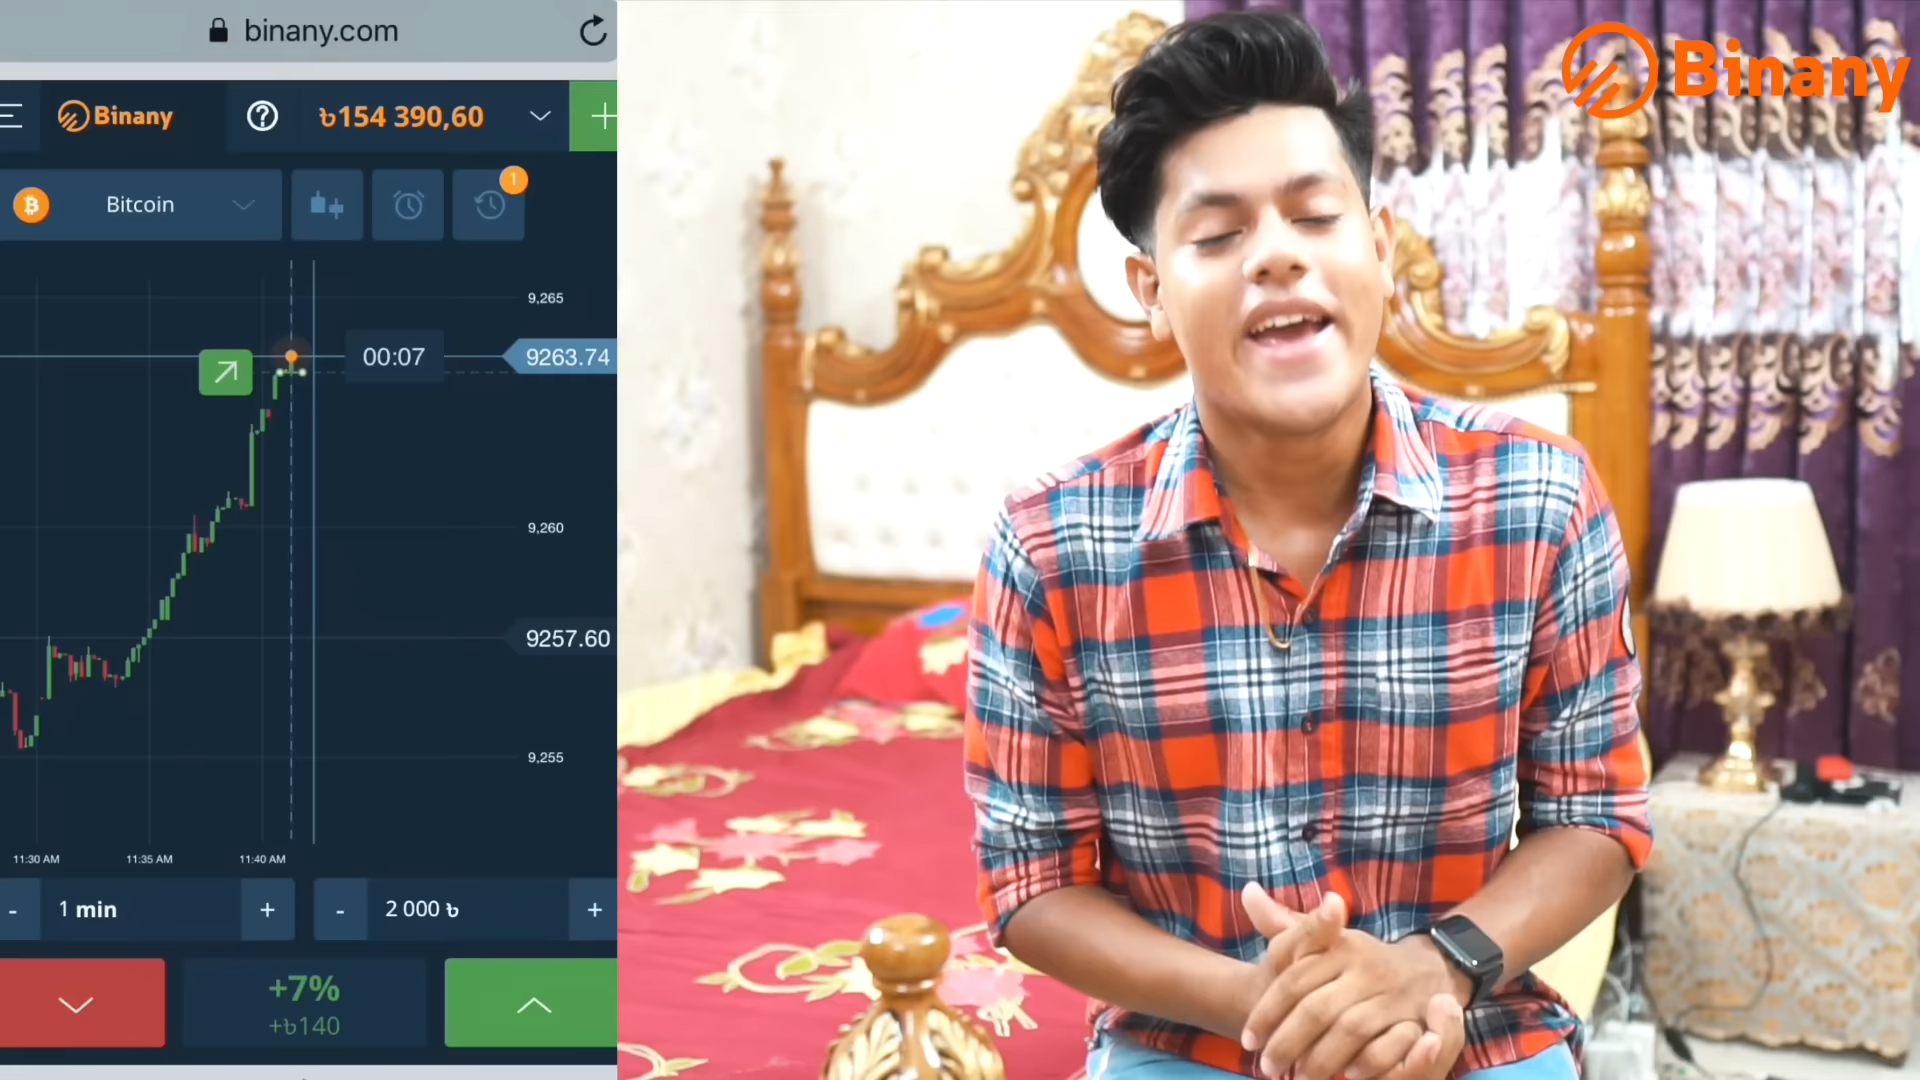 binany.com
Binany
৳154 390,60
Binany
1
Bitcoin
9,265
00:07
9263.74
9,260
9257.60
9,255
11:30 AM
11:35 AM
11:40 AM
-
1 min
+
-
2 000 ৳
+
+7%
+৳140